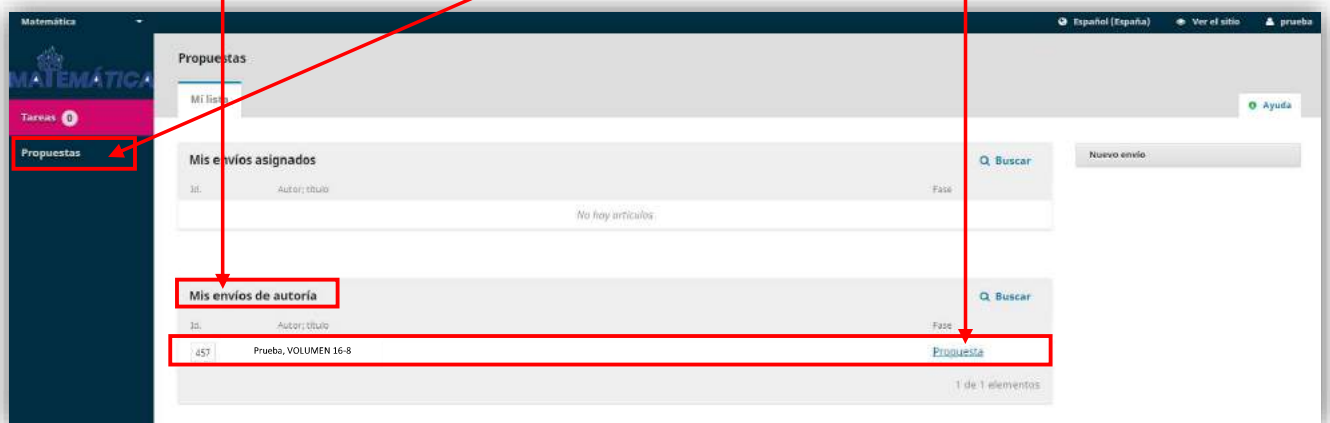 Matemática
Español (España) Ver el sitio prueba
MATEMÁTICA
Propuestas
Mi lista
Ayuda
Tareas 0
Propuestas
Mis envíos asignados Buscar
Nuevo envío
Id. Autor; título Fase
No hay artículos
Mis envíos de autoría Buscar
Id. Autor; título Fase
457 Prueba, VOLUMEN 16-8 Propuesta
1 de 1 elementos